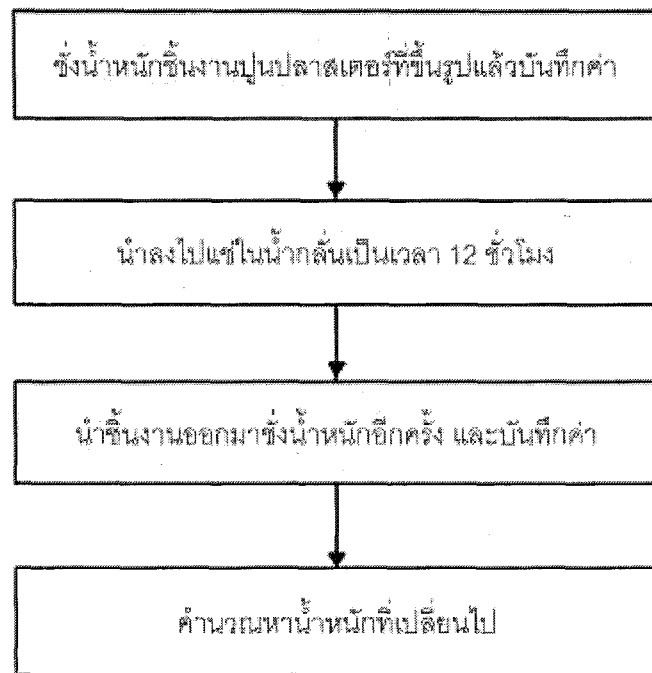 ชั่งน้ำหนักชิ้นงานปูนปลาสเตอร์ที่ขึ้นรูปแล้วบันทึกค่า
นำลงไปแช่ในน้ำกลั่นเป็นเวลา 12 ชั่วโมง
นำชิ้นงานออกมาชั่งน้ำหนักอีกครั้ง และบันทึกค่า
คำนวณหาน้ำหนักที่เปลี่ยนไป